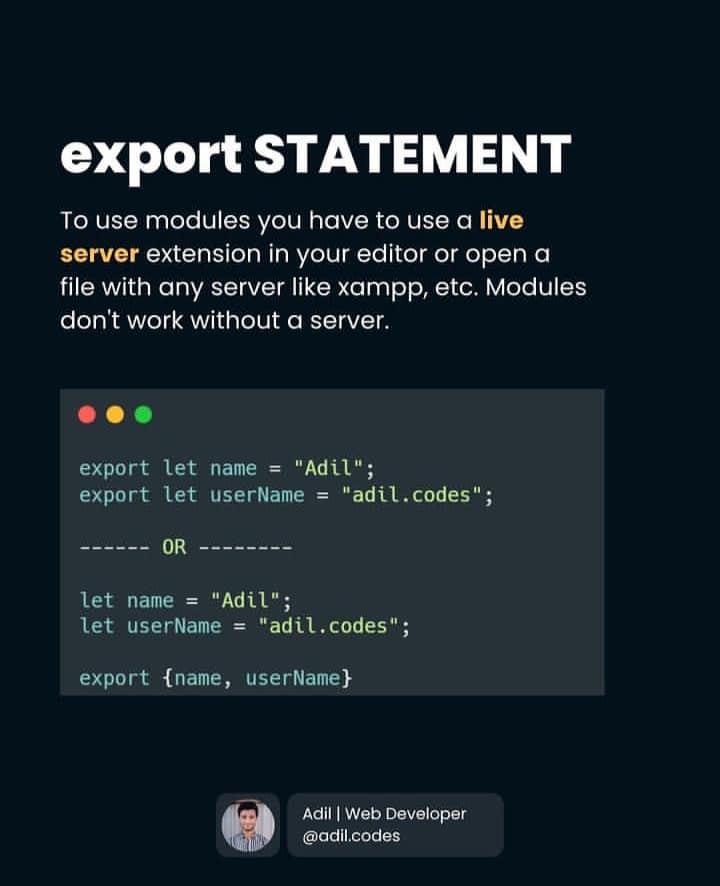 export STATEMENT
To use modules you have to use a live
server extension in your editor or open a
file with any server like xampp, etc. Modules
don't work without a server.
export let name = "Adil";
export let userName = "adil.codes";
------ OR --------
let name = "Adil";
let userName = "adil.codes";
export {name, userName}
Adil | Web Developer
@adil.codes